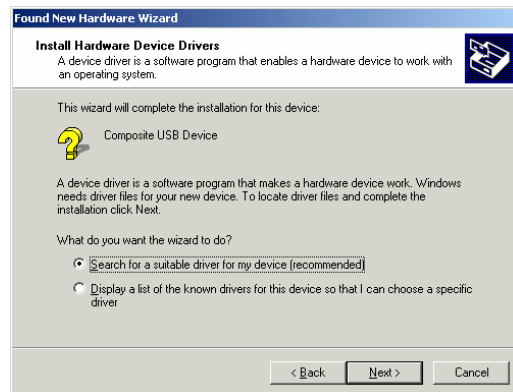 Found New Hardware Wizard
Install Hardware Device Drivers
A device driver is a software program that enables a hardware device to work with
an operating system.
This wizard will complete the installation for this device:
Composite USB Device
A device driver is a software program that makes a hardware device work. Windows
needs driver files for your new device. To locate driver files and complete the
installation click Next.
What do you want the wizard to do?
Search for a suitable driver for my device (recommended)
Display a list of the known drivers for this device so that I can choose a specific
driver
< Back Next > Cancel